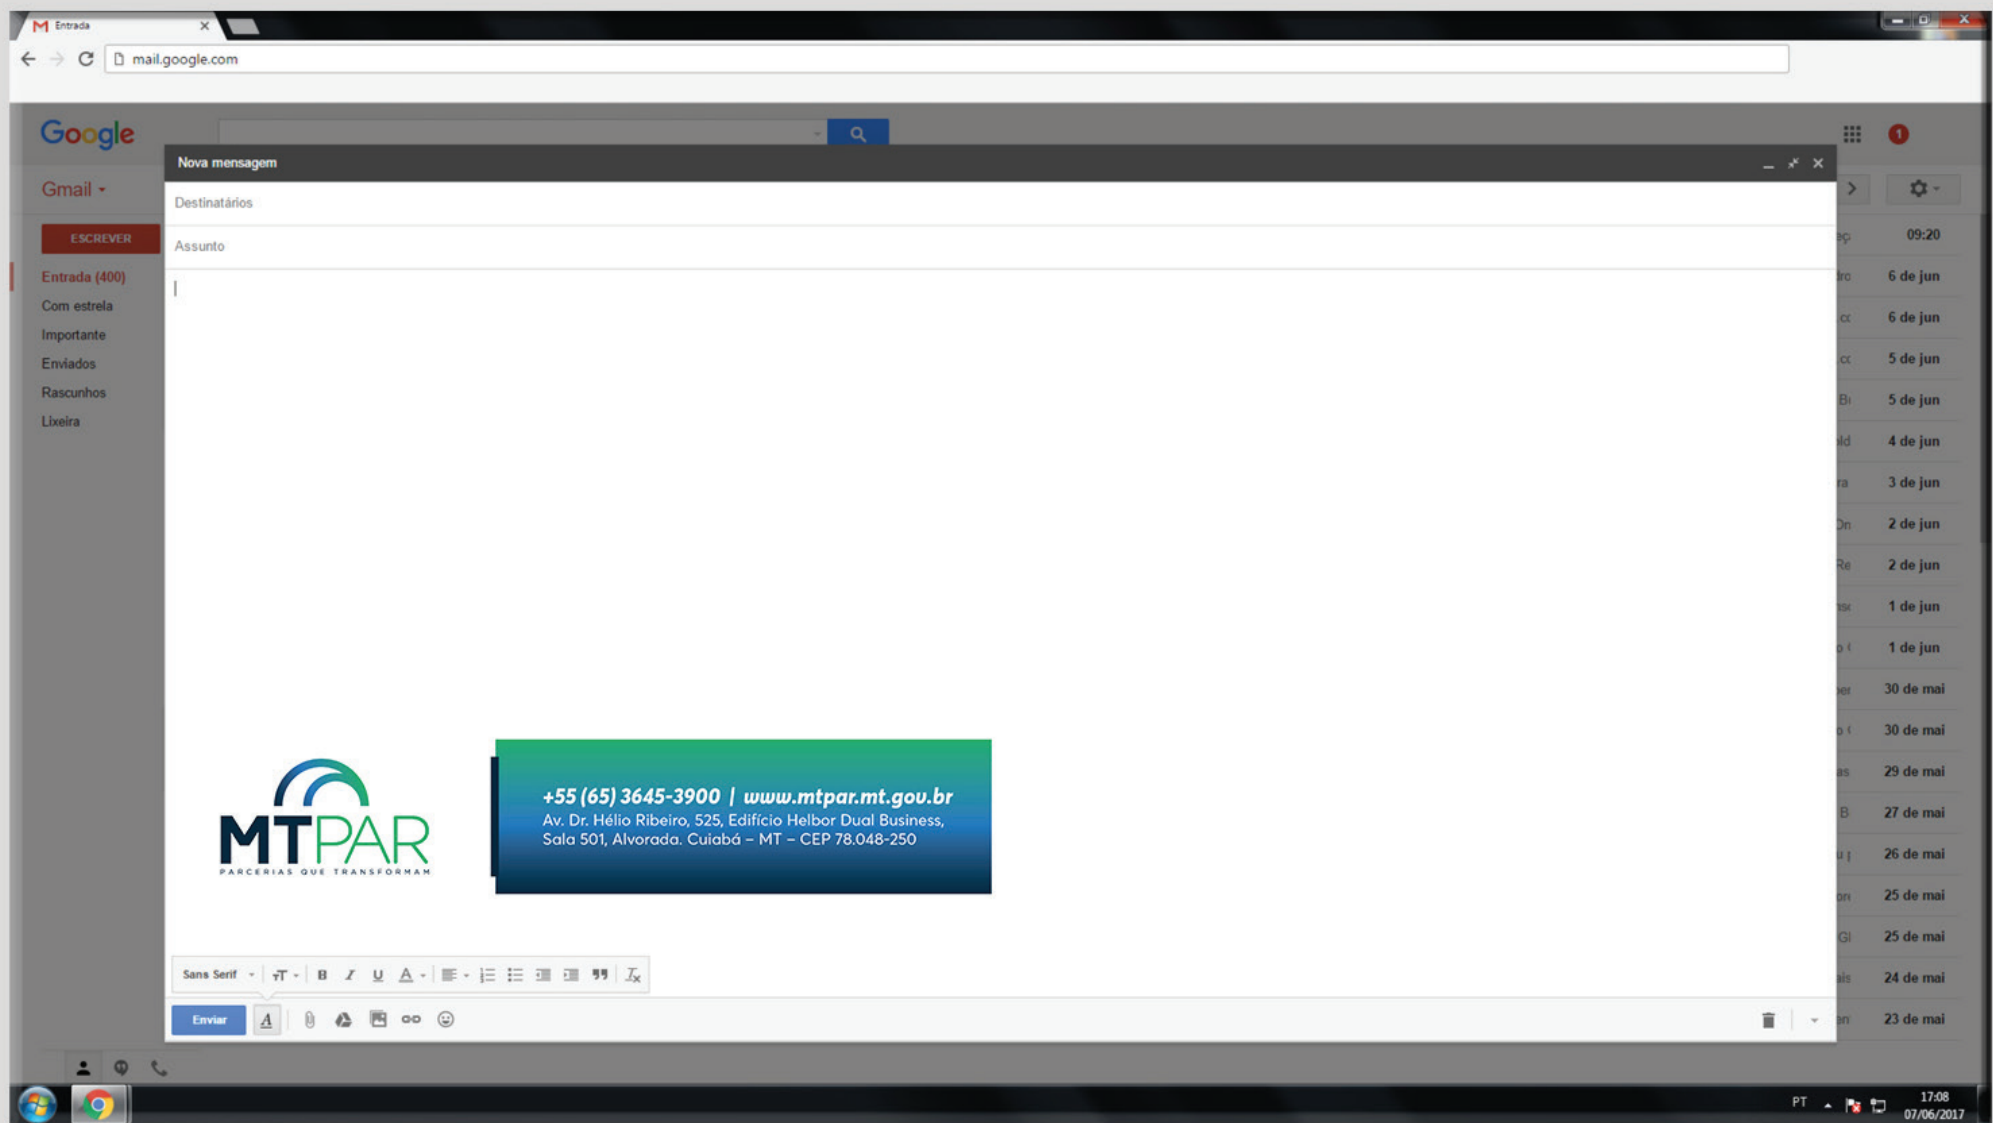 Entrada
mail.google.com
Google
1
Nova mensagem
Gmail
Destinatários
ESCREVER
Assunto
09:20
Entrada (400)
6 de jun
Com estrela
6 de jun
Importante
Enviados
5 de jun
Rascunhos
5 de jun
Lixeira
4 de jun
3 de jun
2 de jun
2 de jun
1 de jun
1 de jun
30 de mai
30 de mai
29 de mai
27 de mai
26 de mai
25 de mai
25 de mai
24 de mai
23 de mai
MTPAR
PARCERIAS QUE TRANSFORMAM
+55 (65) 3645-3900 | www.mtpar.mt.gov.br
Av. Dr. Hélio Ribeiro, 525, Edifício Helbor Dual Business,
Sala 501, Alvorada. Cuiabá – MT – CEP 78.048-250
Sans Serif
Enviar
PT
17:08
07/06/2017